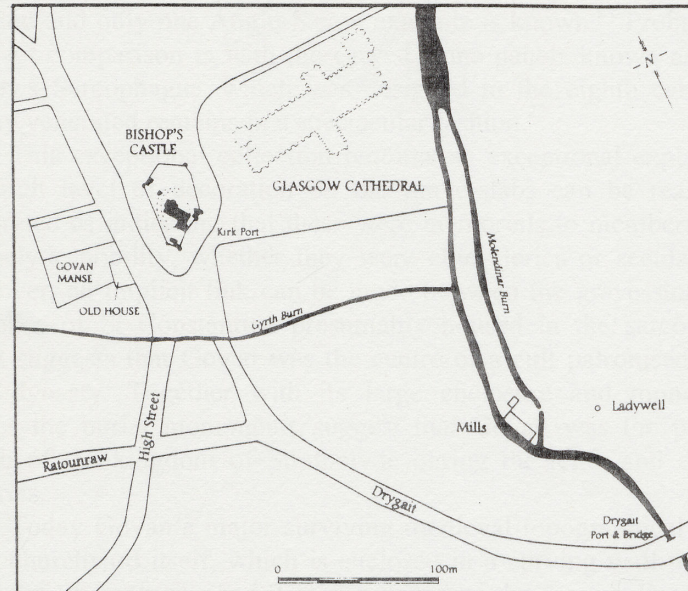 N
BISHOP'S
CASTLE
GLASGOW CATHEDRAL
Kirk Port
Molendinar Burn
GOVAN
MANSE
OLD HOUSE
Gyrth Burn
High Street
Ladywell
Mills
Ratounraw
Drygait
Drygait
Port & Bridge
0
100m